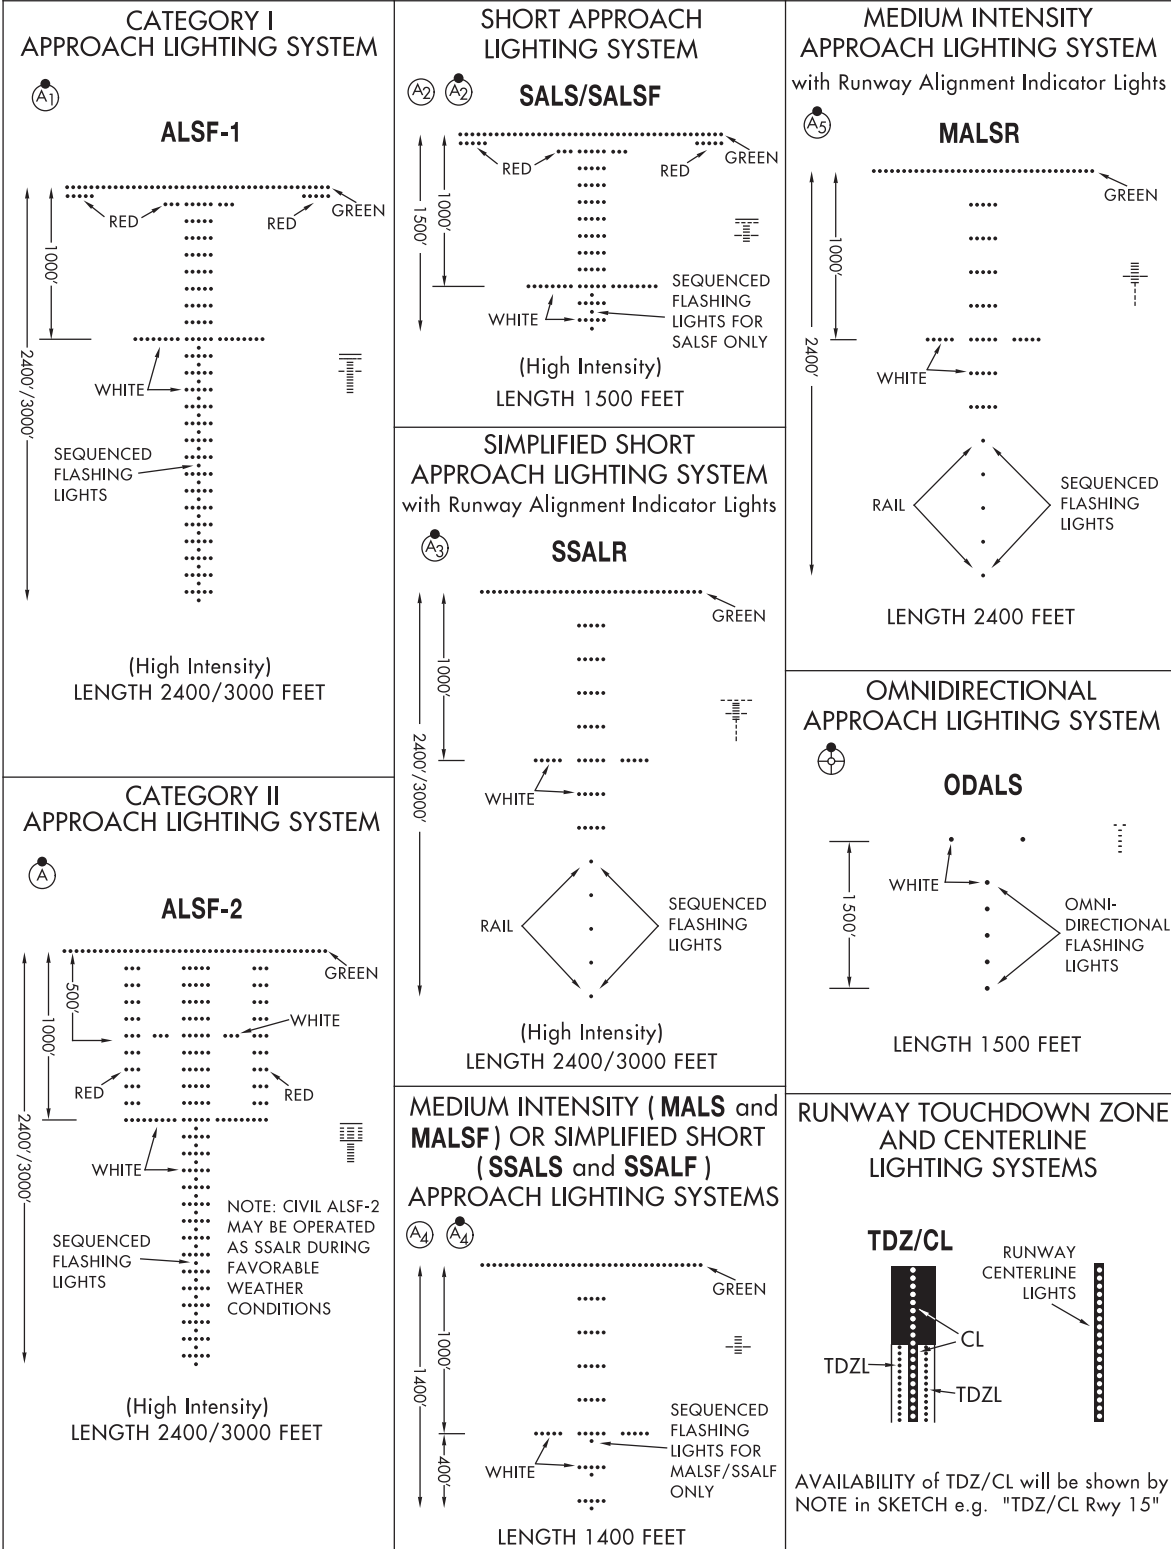 CATEGORY I
APPROACH LIGHTING SYSTEM
A1
ALSF-1
RED
RED
GREEN
1000'
2400'/3000'
WHITE
SEQUENCED
FLASHING
LIGHTS
(High Intensity)
LENGTH 2400/3000 FEET
CATEGORY II
APPROACH LIGHTING SYSTEM
A
ALSF-2
GREEN
500'
1000'
WHITE
RED
RED
2400'/3000'
WHITE
NOTE: CIVIL ALSF-2
MAY BE OPERATED
AS SSALR DURING
FAVORABLE
WEATHER
CONDITIONS
SEQUENCED
FLASHING
LIGHTS
(High Intensity)
LENGTH 2400/3000 FEET
SHORT APPROACH
LIGHTING SYSTEM
A2 A2
SALS/SALSF
GREEN
RED
RED
1000'
1500'
WHITE
SEQUENCED
FLASHING
LIGHTS FOR
SALSF ONLY
(High Intensity)
LENGTH 1500 FEET
SIMPLIFIED SHORT
APPROACH LIGHTING SYSTEM
with Runway Alignment Indicator Lights
A3
SSALR
GREEN
1000'
2400'/3000'
WHITE
RAIL
SEQUENCED
FLASHING
LIGHTS
(High Intensity)
LENGTH 2400/3000 FEET
MEDIUM INTENSITY (MALS and
MALSF) OR SIMPLIFIED SHORT
(SSALS and SSALF)
APPROACH LIGHTING SYSTEMS
A4 A4
GREEN
1000'
1400'
400'
WHITE
SEQUENCED
FLASHING
LIGHTS FOR
MALSF/SSALF
ONLY
LENGTH 1400 FEET
MEDIUM INTENSITY
APPROACH LIGHTING SYSTEM
with Runway Alignment Indicator Lights
A5
MALSR
GREEN
1000'
2400'
WHITE
RAIL
SEQUENCED
FLASHING
LIGHTS
LENGTH 2400 FEET
OMNIDIRECTIONAL
APPROACH LIGHTING SYSTEM
ODALS
WHITE
1500'
OMNI-
DIRECTIONAL
FLASHING
LIGHTS
LENGTH 1500 FEET
RUNWAY TOUCHDOWN ZONE
AND CENTERLINE
LIGHTING SYSTEMS
TDZ/CL
RUNWAY
CENTERLINE
LIGHTS
CL
TDZL
TDZL
AVAILABILITY of TDZ/CL will be shown by
NOTE in SKETCH e.g. "TDZ/CL Rwy 15"